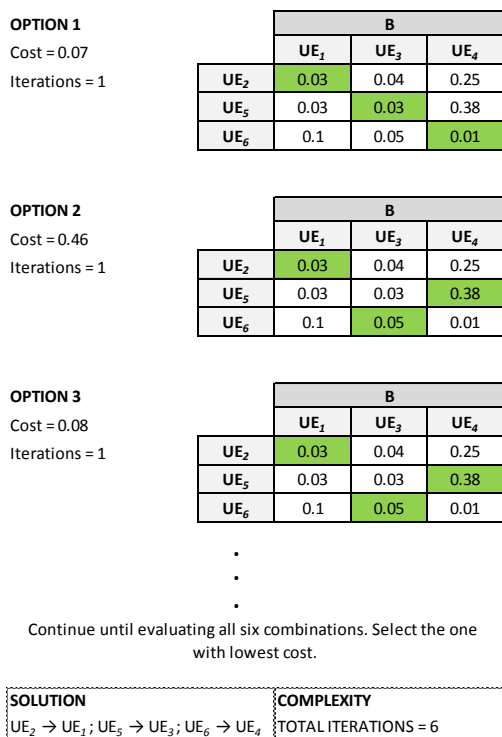 OPTION 1 B
Cost = 0.07 UE1 UE3 UE4
Iterations = 1 UE2 0.03 0.04 0.25
UE5 0.03 0.03 0.38
UE6 0.1 0.05 0.01
OPTION 2 B
Cost = 0.46 UE1 UE3 UE4
Iterations = 1 UE2 0.03 0.04 0.25
UE5 0.03 0.03 0.38
UE6 0.1 0.05 0.01
OPTION 3 B
Cost = 0.08 UE1 UE3 UE4
Iterations = 1 UE2 0.03 0.04 0.25
UE5 0.03 0.03 0.38
UE6 0.1 0.05 0.01
.
.
.
Continue until evaluating all six combinations. Select the one
with lowest cost.
SOLUTION COMPLEXITY
UE2 → UE1 ; UE5 → UE3 ; UE6 → UE4 TOTAL ITERATIONS = 6